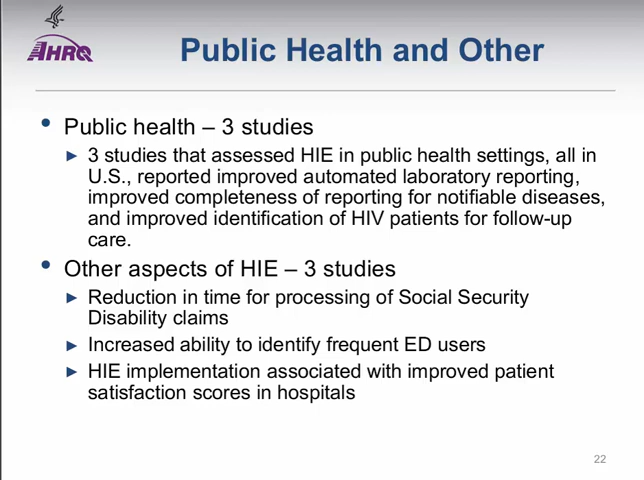 AHRQ
Public Health and Other
• Public health – 3 studies
► 3 studies that assessed HIE in public health settings, all in
U.S., reported improved automated laboratory reporting,
improved completeness of reporting for notifiable diseases,
and improved identification of HIV patients for follow-up
care.
• Other aspects of HIE – 3 studies
► Reduction in time for processing of Social Security
Disability claims
► Increased ability to identify frequent ED users
► HIE implementation associated with improved patient
satisfaction scores in hospitals
22